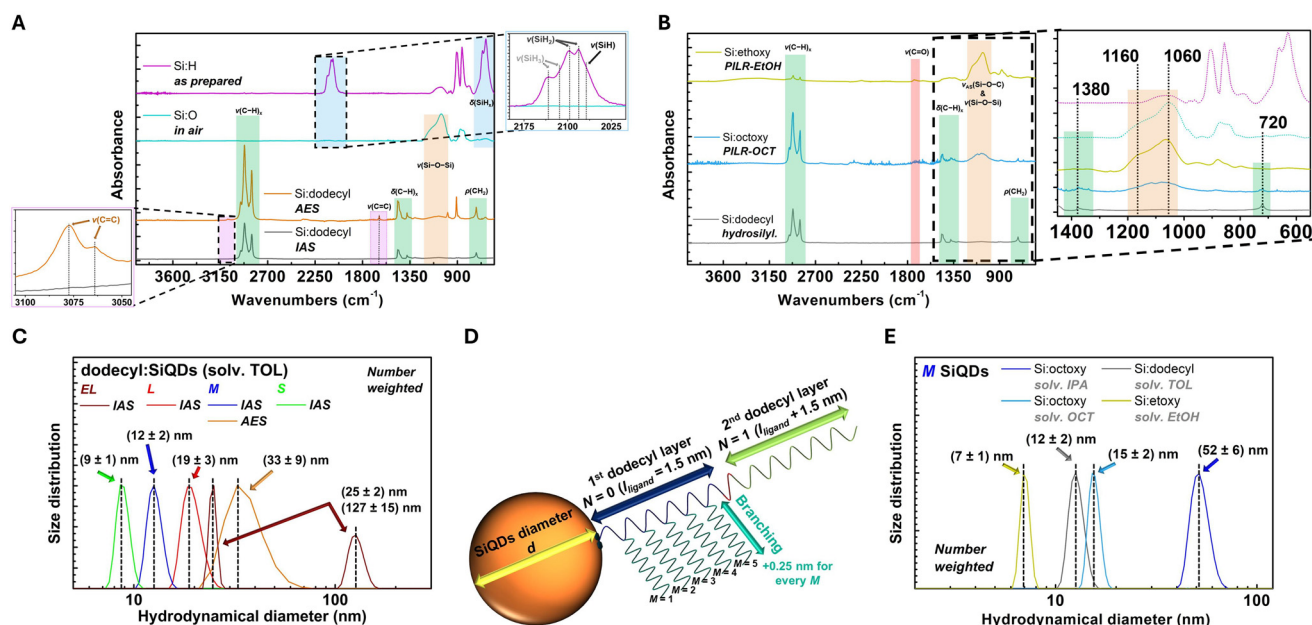 A
Absorbance
Si:H
as prepared
Si:O
in air
ν(C−H)ₓ
δ(SiHₓ)
ν(Si−O−Si)
Si:dodecyl
AES
ν(C=C)
δ(C−H)ₓ
ρ(CH₂)
Si:dodecyl
IAS
3600 3150 2700 2250 1800 1350 900
Wavenumbers (cm⁻¹)
ν(SiH₃)
ν(SiH₂)
ν(SiH)
2175 2100 2025
ν(C=C)
3100 3075 3050
B
Absorbance
Si:ethoxy
PILR-EtOH
ν(C−H)ₓ
ν(C=O)
νAS(Si−O−C)
&
ν(Si−O−Si)
Si:octoxy
PILR-OCT
δ(C−H)ₓ
ρ(CH₂)
Si:dodecyl
hydrosilyl.
3600 3150 2700 2250 1800 1350 900
Wavenumbers (cm⁻¹)
1160 1060
1380
720
1400 1200 1000 800 600
C
Size distribution
dodecyl:SiQDs (solv. TOL)
Number
weighted
EL L M S
IAS IAS IAS IAS
AES
(12 ± 2) nm
(9 ± 1) nm
(19 ± 3) nm
(33 ± 9) nm
(25 ± 2) nm
(127 ± 15) nm
10 100
Hydrodynamical diameter (nm)
D
SiQDs diameter
d
1st dodecyl layer
N = 0 (lligand = 1.5 nm)
2nd dodecyl layer
N = 1 (lligand + 1.5 nm)
Branching
+0.25 nm for
every M
M = 1
M = 2
M = 3
M = 4
M = 5
E
Size distribution
M SiQDs
Si:octoxy
solv. IPA
Si:dodecyl
solv. TOL
Si:octoxy
solv. OCT
Si:etoxy
solv. EtOH
(12 ± 2) nm
(7 ± 1) nm
(15 ± 2) nm
(52 ± 6) nm
Number
weighted
10 100
Hydrodynamical diameter (nm)